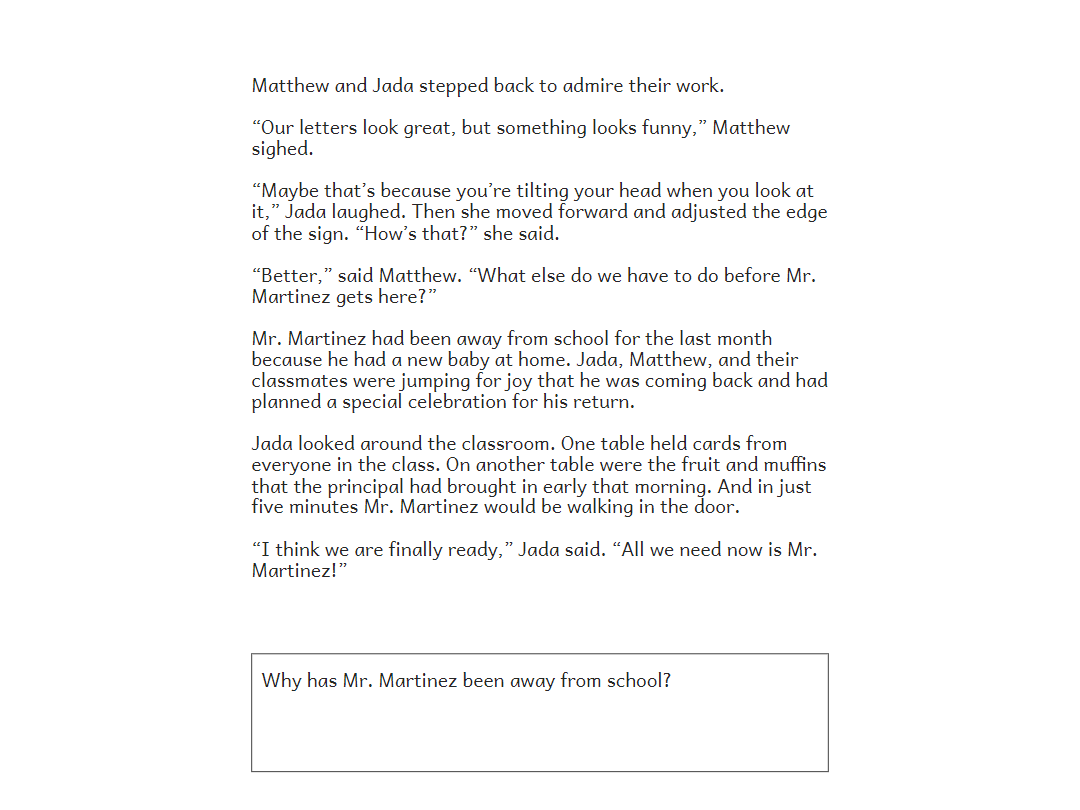 Matthew and Jada stepped back to admire their work.
“Our letters look great, but something looks funny,” Matthew
sighed.
“Maybe that’s because you’re tilting your head when you look at
it,” Jada laughed. Then she moved forward and adjusted the edge
of the sign. “How’s that?” she said.
“Better,” said Matthew. “What else do we have to do before Mr.
Martinez gets here?”
Mr. Martinez had been away from school for the last month
because he had a new baby at home. Jada, Matthew, and their
classmates were jumping for joy that he was coming back and had
planned a special celebration for his return.
Jada looked around the classroom. One table held cards from
everyone in the class. On another table were the fruit and muffins
that the principal had brought in early that morning. And in just
five minutes Mr. Martinez would be walking in the door.
“I think we are finally ready,” Jada said. “All we need now is Mr.
Martinez!”
Why has Mr. Martinez been away from school?